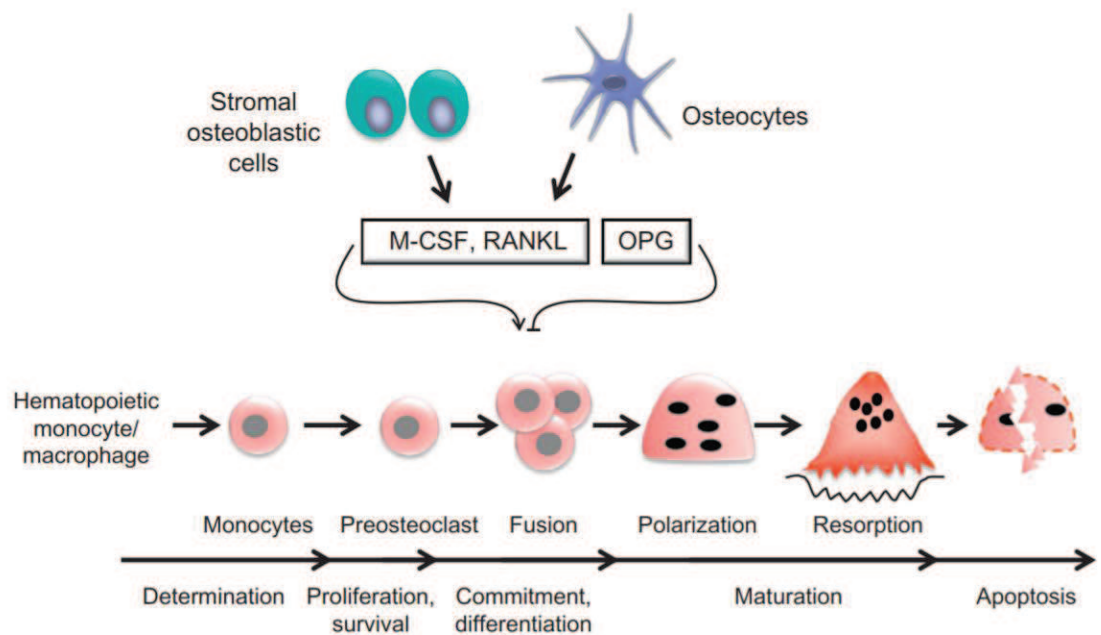 Stromal
osteoblastic
cells
Osteocytes
M-CSF, RANKL
OPG
Hematopoietic
monocyte/
macrophage
Monocytes
Preosteoclast
Fusion
Polarization
Resorption
Determination
Proliferation,
survival
Commitment,
differentiation
Maturation
Apoptosis